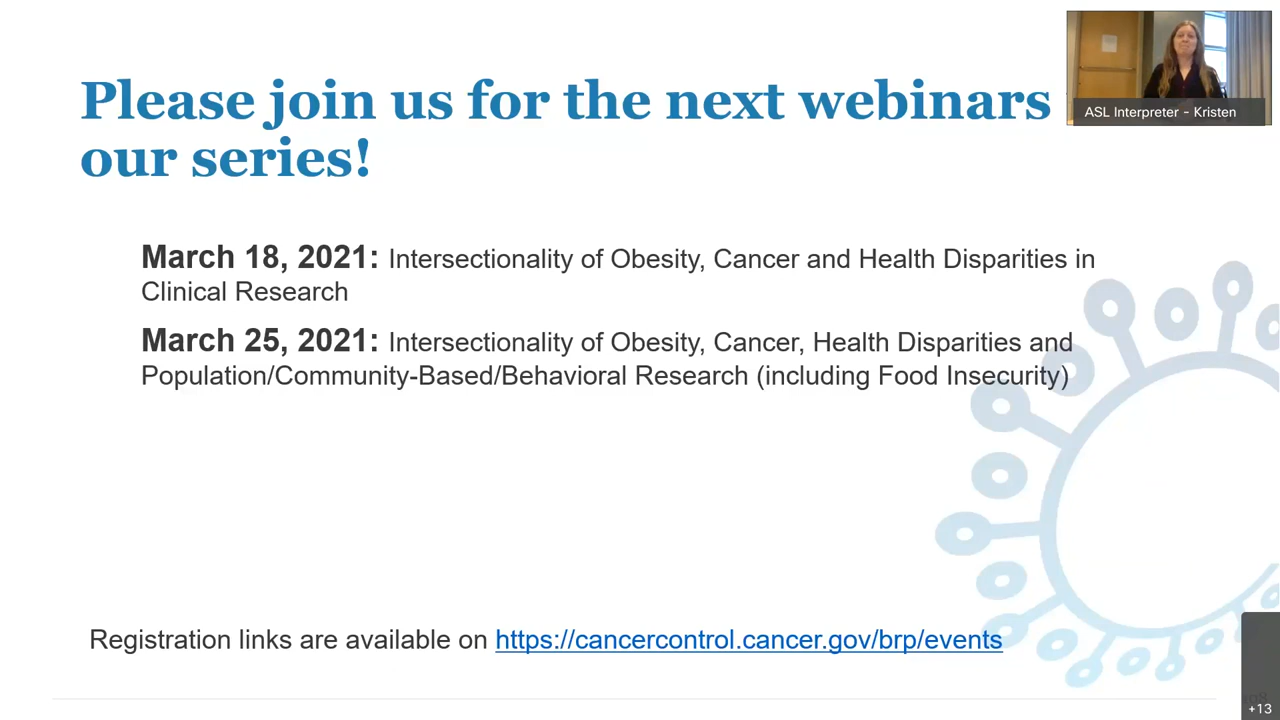 Please join us for the next webinars
our series!
ASL Interpreter - Kristen
March 18, 2021: Intersectionality of Obesity, Cancer and Health Disparities in
Clinical Research
March 25, 2021: Intersectionality of Obesity, Cancer, Health Disparities and
Population/Community-Based/Behavioral Research (including Food Insecurity)
Registration links are available on https://cancercontrol.cancer.gov/brp/events
+13